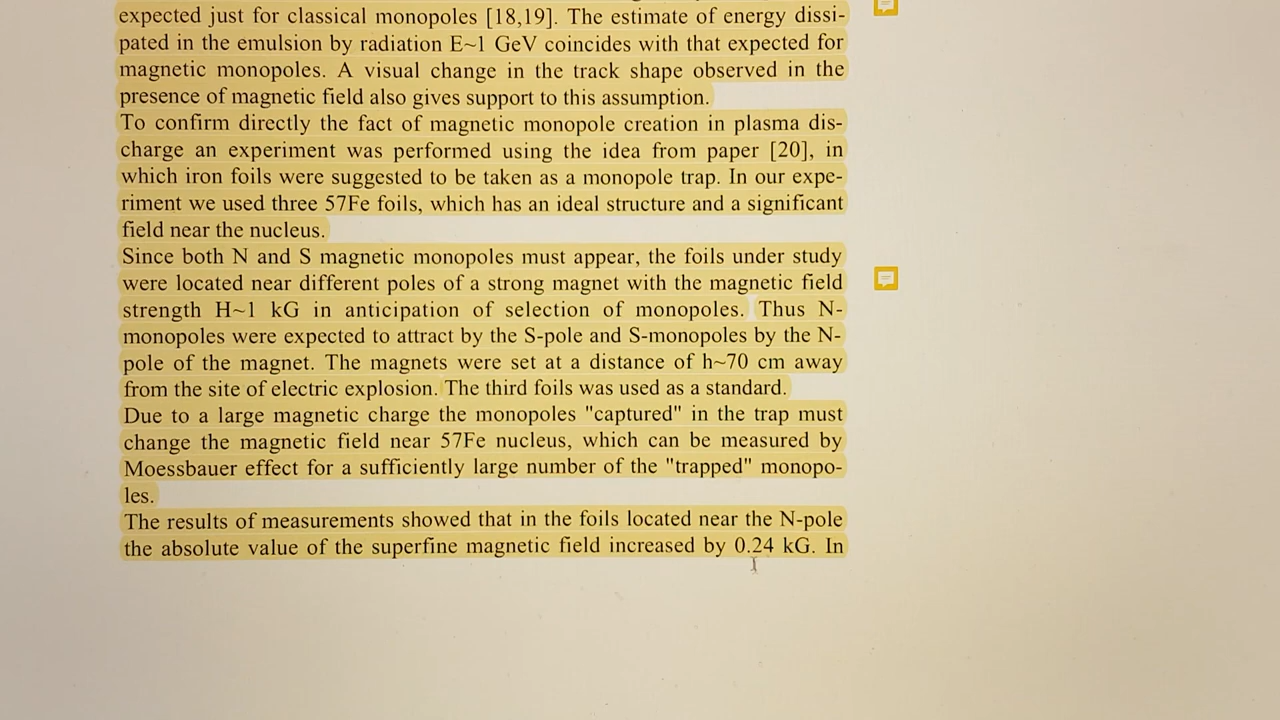 expected just for classical monopoles [18,19]. The estimate of energy dissi-
pated in the emulsion by radiation E~1 GeV coincides with that expected for
magnetic monopoles. A visual change in the track shape observed in the
presence of magnetic field also gives support to this assumption.
To confirm directly the fact of magnetic monopole creation in plasma dis-
charge an experiment was performed using the idea from paper [20], in
which iron foils were suggested to be taken as a monopole trap. In our expe-
riment we used three 57Fe foils, which has an ideal structure and a significant
field near the nucleus.
Since both N and S magnetic monopoles must appear, the foils under study
were located near different poles of a strong magnet with the magnetic field
strength H~1 kG in anticipation of selection of monopoles. Thus N-
monopoles were expected to attract by the S-pole and S-monopoles by the N-
pole of the magnet. The magnets were set at a distance of h~70 cm away
from the site of electric explosion. The third foils was used as a standard.
Due to a large magnetic charge the monopoles "captured" in the trap must
change the magnetic field near 57Fe nucleus, which can be measured by
Moessbauer effect for a sufficiently large number of the "trapped" monopo-
les.
The results of measurements showed that in the foils located near the N-pole
the absolute value of the superfine magnetic field increased by 0.24 kG. In